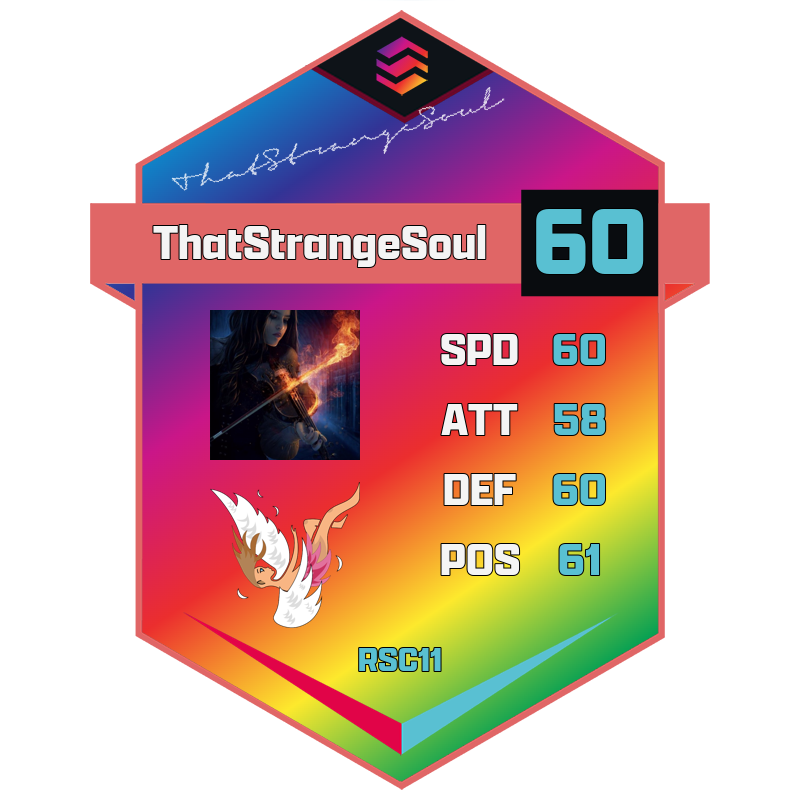 ThatStrangeSoul
ThatStrangeSoul
60
SPD 60
ATT 58
DEF 60
POS 61
RSC11